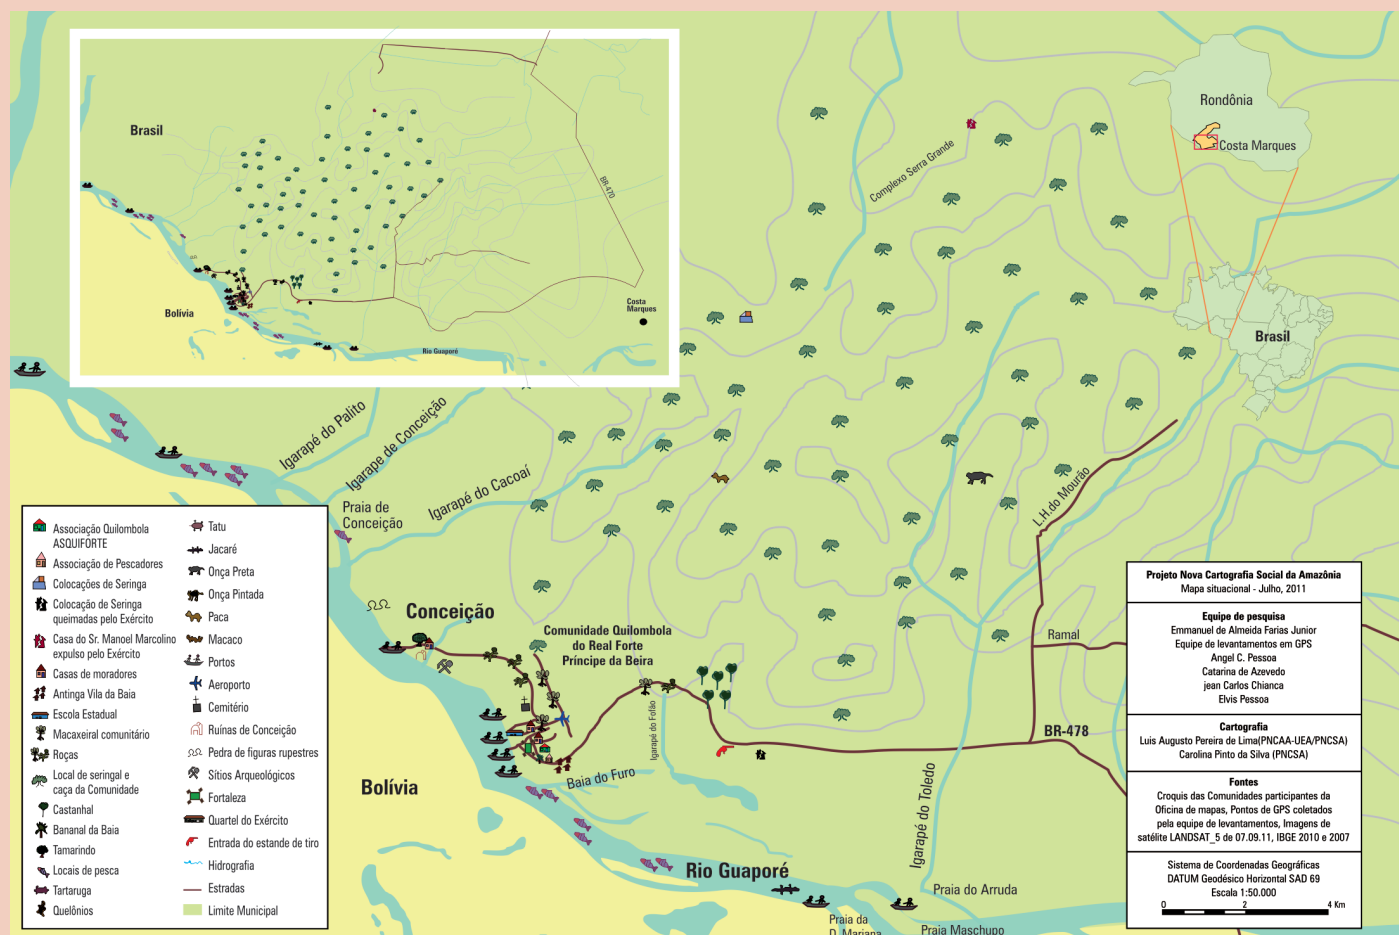 Brasil
BR-470
Bolívia
Costa
Marques
Rio Guaporé
Rondônia
Costa Marques
Brasil
Complexo Serra Grande
Igarapé do Palito
Igarape de Conceição
Igarapé do Cacoaí
Praia de
Conceição
L.H.do Mourão
Conceição
Comunidade Quilombola
do Real Forte
Príncipe da Beira
Ramal
BR-478
Igarapé do Fofão
Baia do Furo
Bolívia
Igarapé do Toledo
Rio Guaporé
Praia do Arruda
Praia da
D. Mariana
Praia Maschupo
Associação Quilombola
ASQUIFORTE
Associação de Pescadores
Colocações de Seringa
Colocação de Seringa
queimadas pelo Exército
Casa do Sr. Manoel Marcolino
expulso pelo Exército
Casas de moradores
Antinga Vila da Baia
Escola Estadual
Macaxeiral comunitário
Roças
Local de seringal e
caça da Comunidade
Castanhal
Bananal da Baia
Tamarindo
Locais de pesca
Tartaruga
Quelônios
Tatu
Jacaré
Onça Preta
Onça Pintada
Paca
Macaco
Portos
Aeroporto
Cemitério
Ruínas de Conceição
Pedra de figuras rupestres
Sítios Arqueológicos
Fortaleza
Quartel do Exército
Entrada do estande de tiro
Hidrografia
Estradas
Limite Municipal
Projeto Nova Cartografia Social da Amazônia
Mapa situacional - Julho, 2011
Equipe de pesquisa
Emmanuel de Almeida Farias Junior
Equipe de levantamentos em GPS
Angel C. Pessoa
Catarina de Azevedo
jean Carlos Chianca
Elvis Pessoa
Cartografia
Luis Augusto Pereira de Lima(PNCAA-UEA/PNCSA)
Carolina Pinto da Silva (PNCSA)
Fontes
Croquis das Comunidades participantes da
Oficina de mapas, Pontos de GPS coletados
pela equipe de levantamentos, Imagens de
satélite LANDSAT_5 de 07.09.11, IBGE 2010 e 2007
Sistema de Coordenadas Geográficas
DATUM Geodésico Horizontal SAD 69
Escala 1:50.000
0 2 4 Km